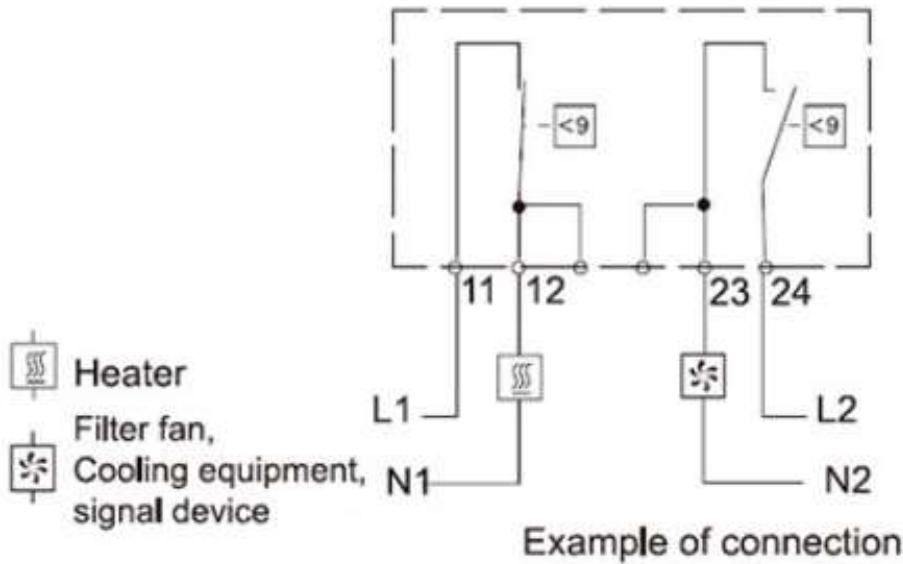 <9
<9
11
12
23
24
Heater
L1
L2
Filter fan,
Cooling equipment,
signal device
N1
N2
Example of connection